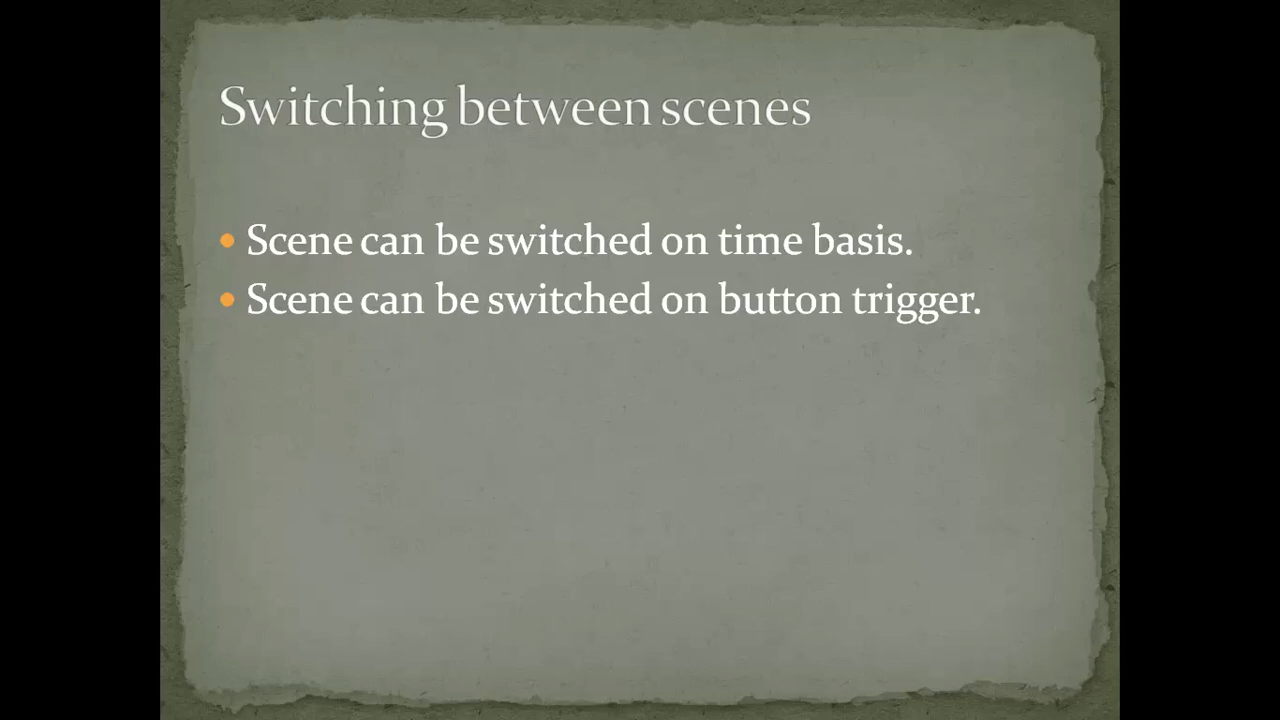 Switching between scenes
• Scene can be switched on time basis.
• Scene can be switched on button trigger.